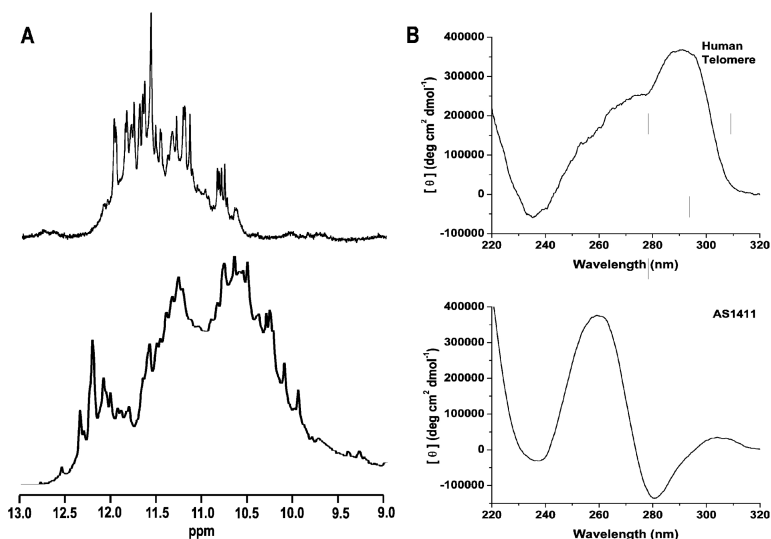 A
13.0 12.5 12.0 11.5 11.0 10.5 10.0 9.5 9.0
ppm
B
Human
Telomere
[ θ ] (deg cm² dmol⁻¹)
400000
300000
200000
100000
0
-100000
220 240 260 280 300 320
Wavelength (nm)
AS1411
[ θ ] (deg cm² dmol⁻¹)
400000
300000
200000
100000
0
-100000
220 240 260 280 300 320
Wavelength (nm)